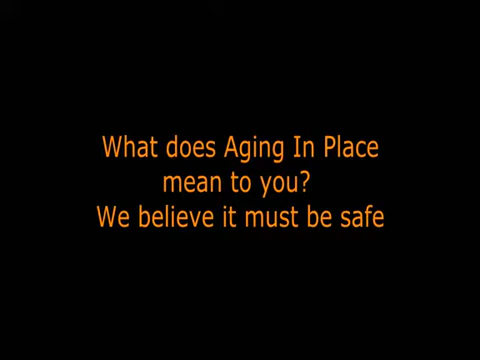 What does Aging In Place
mean to you?
We believe it must be safe